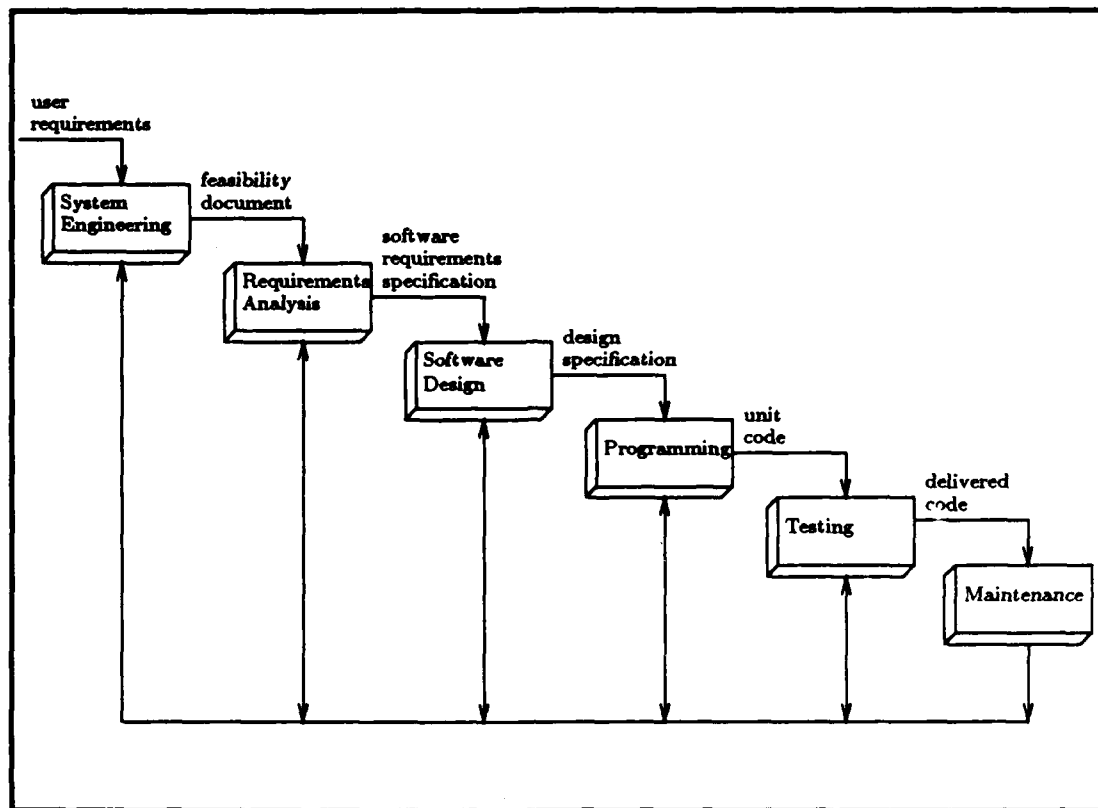 user
requirements
System
Engineering
feasibility
document
Requirements
Analysis
software
requirements
specification
Software
Design
design
specification
Programming
unit
code
Testing
delivered
code
Maintenance